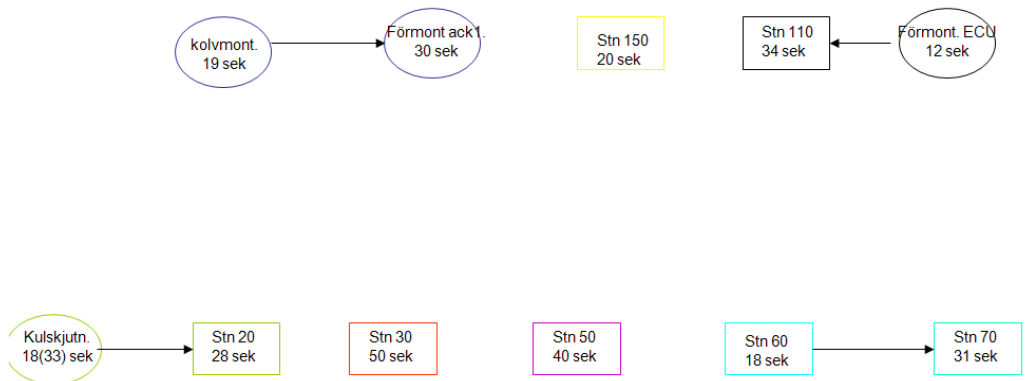 kolvmont.
19 sek
Förmont ack1.
30 sek
Stn 150
20 sek
Stn 110
34 sek
Förmont. ECU
12 sek
Kulskjutn.
18(33) sek
Stn 20
28 sek
Stn 30
50 sek
Stn 50
40 sek
Stn 60
18 sek
Stn 70
31 sek